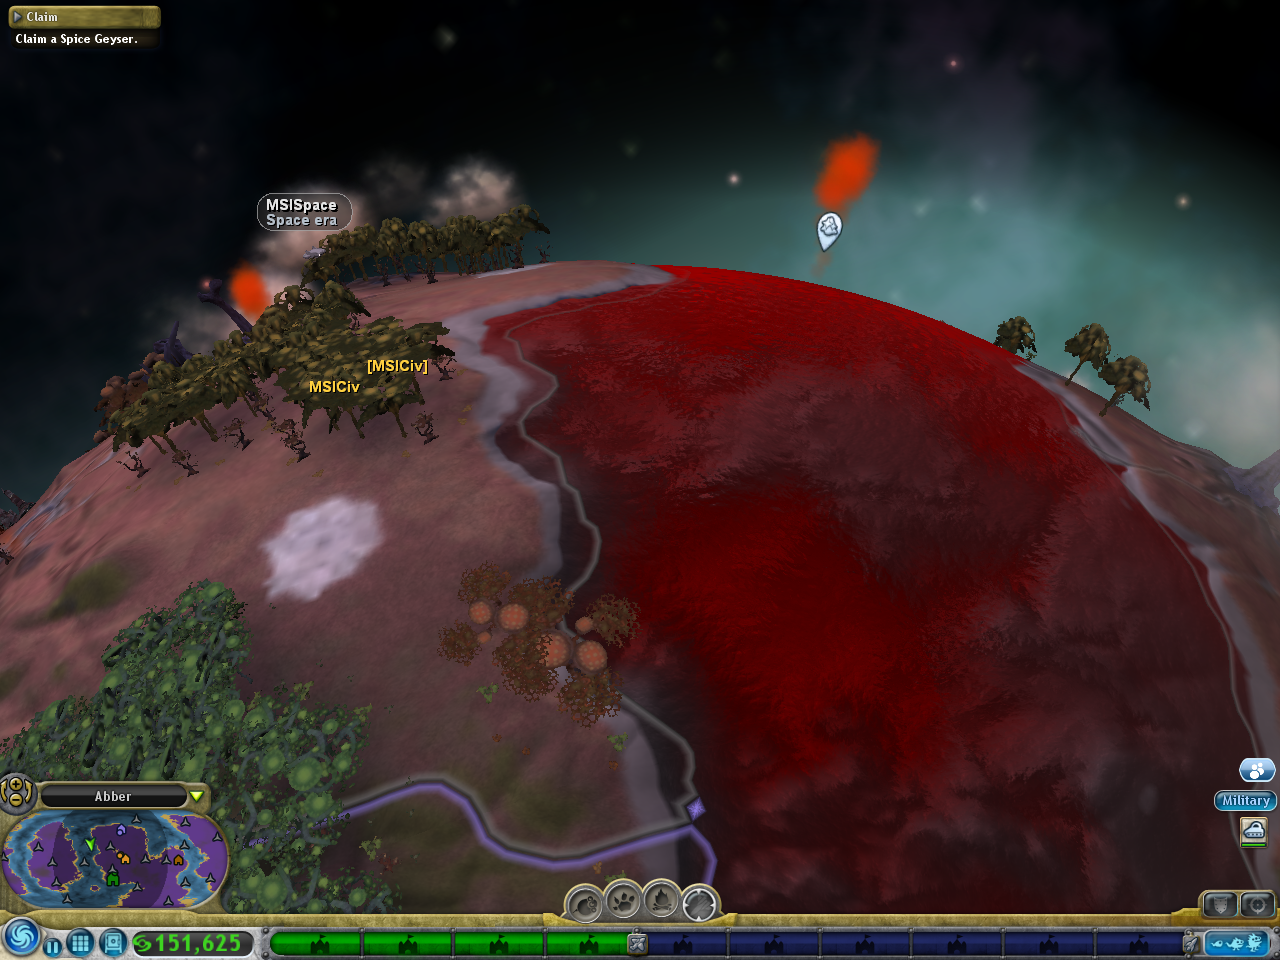 Claim
Claim a Spice Geyser.
MSISpace
Space era
[MSICiv]
MSICiv
Military
Abber
151,625